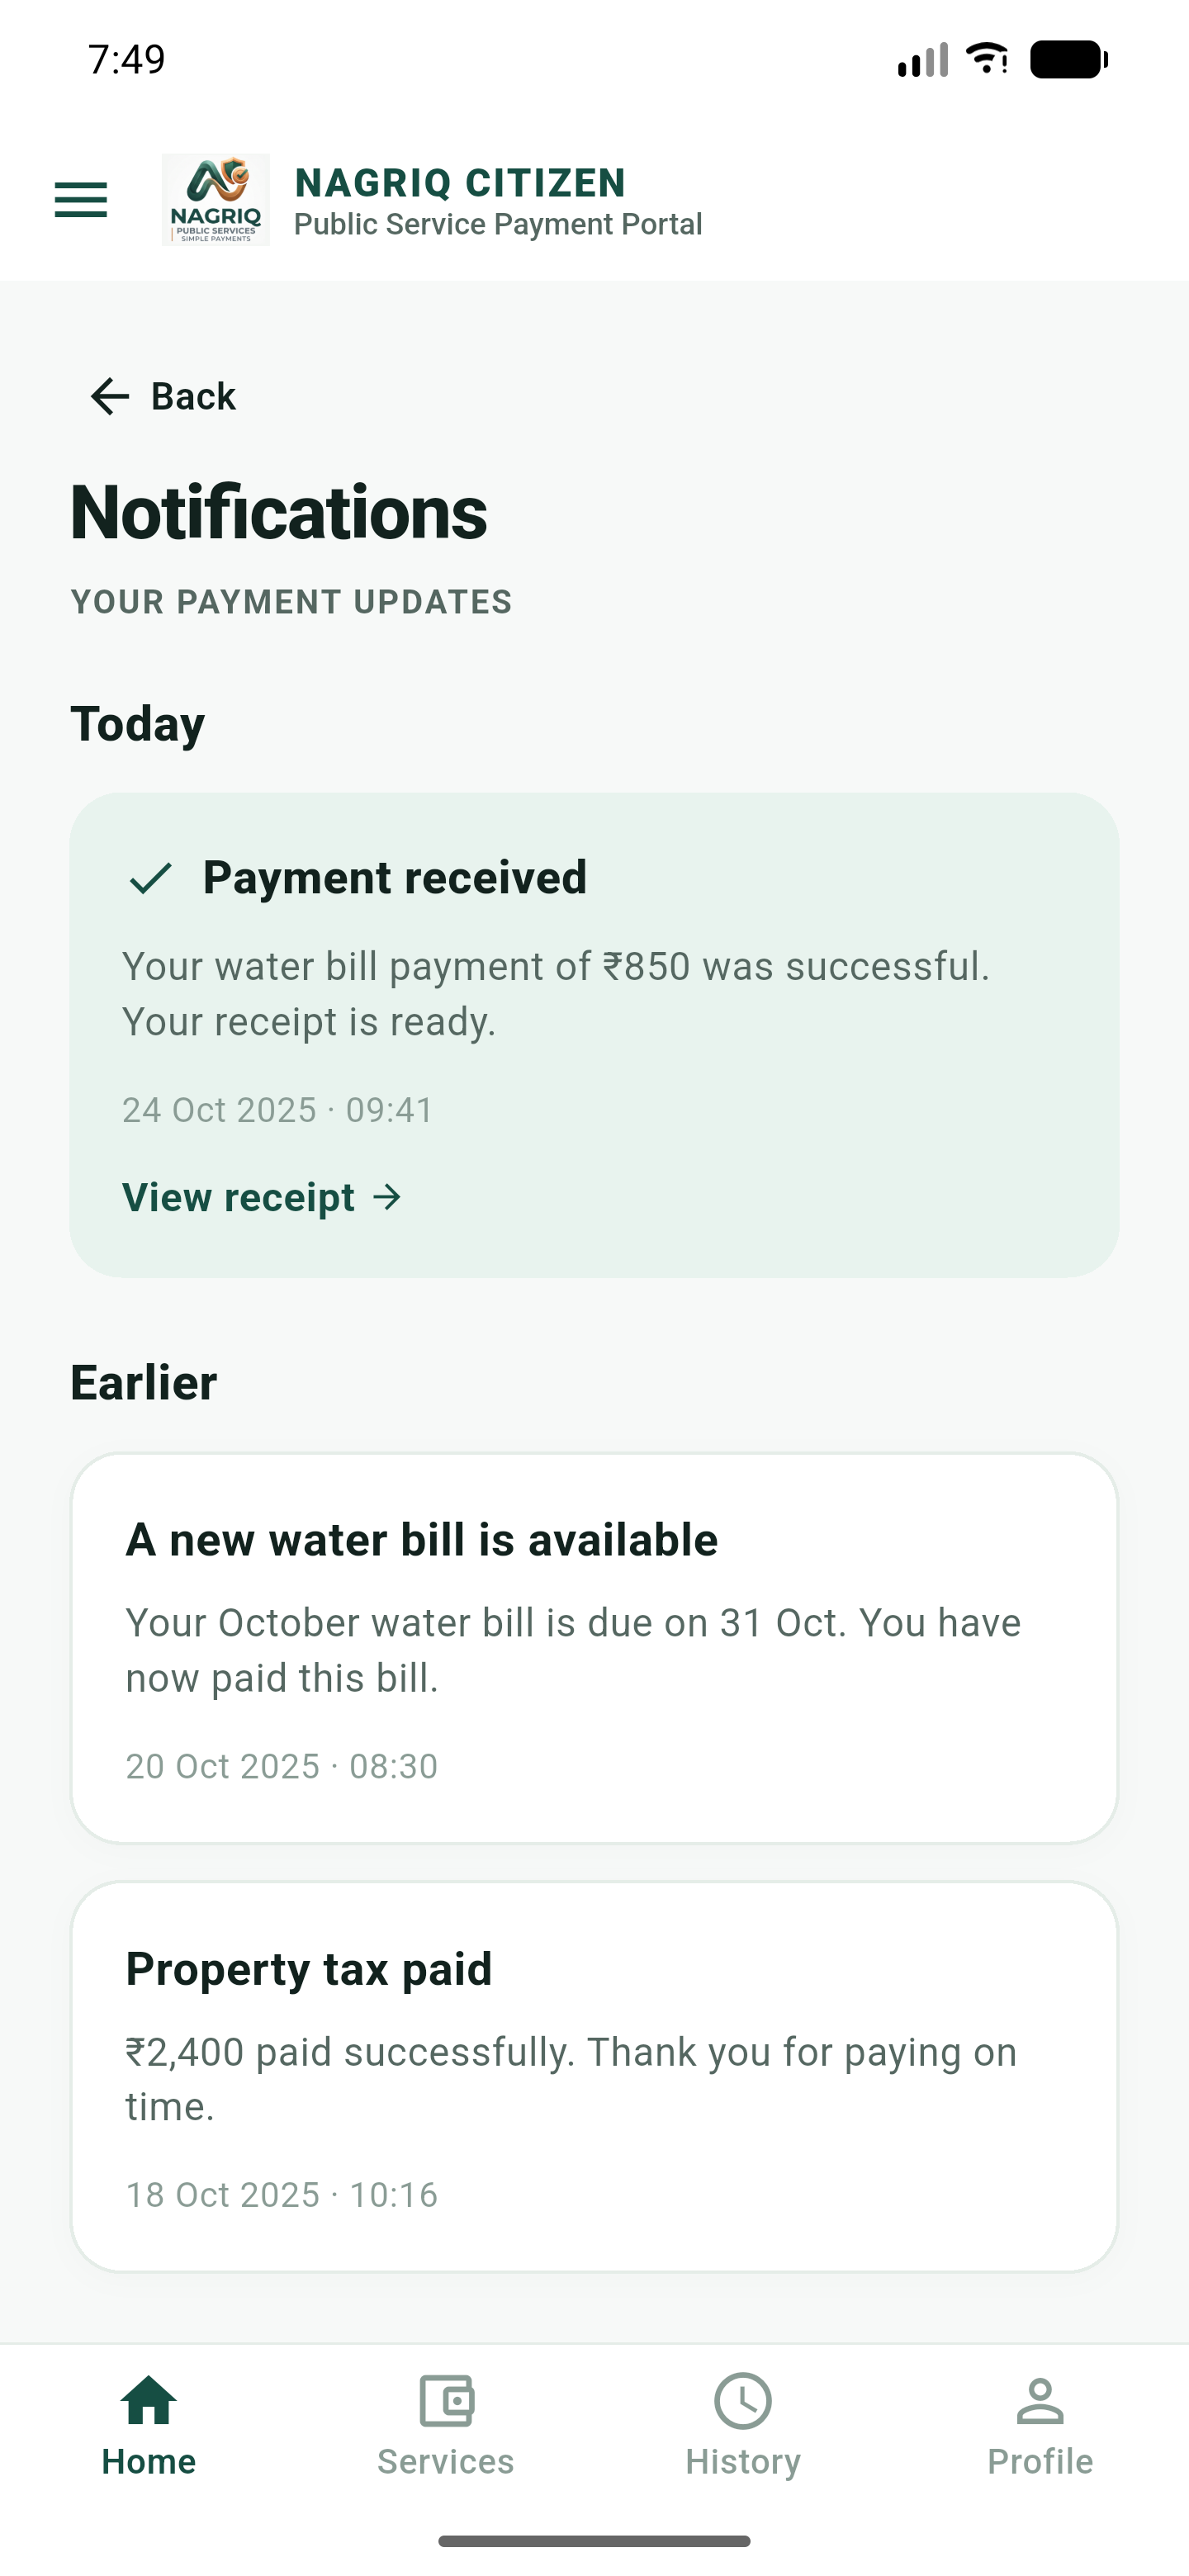 7:49
NAGRIQ
PUBLIC SERVICES
SIMPLE PAYMENTS
NAGRIQ CITIZEN
Public Service Payment Portal
Back
Notifications
YOUR PAYMENT UPDATES
Today
Payment received
Your water bill payment of ₹850 was successful.
Your receipt is ready.
24 Oct 2025 · 09:41
View receipt →
Earlier
A new water bill is available
Your October water bill is due on 31 Oct. You have
now paid this bill.
20 Oct 2025 · 08:30
Property tax paid
₹2,400 paid successfully. Thank you for paying on
time.
18 Oct 2025 · 10:16
Home Services History Profile